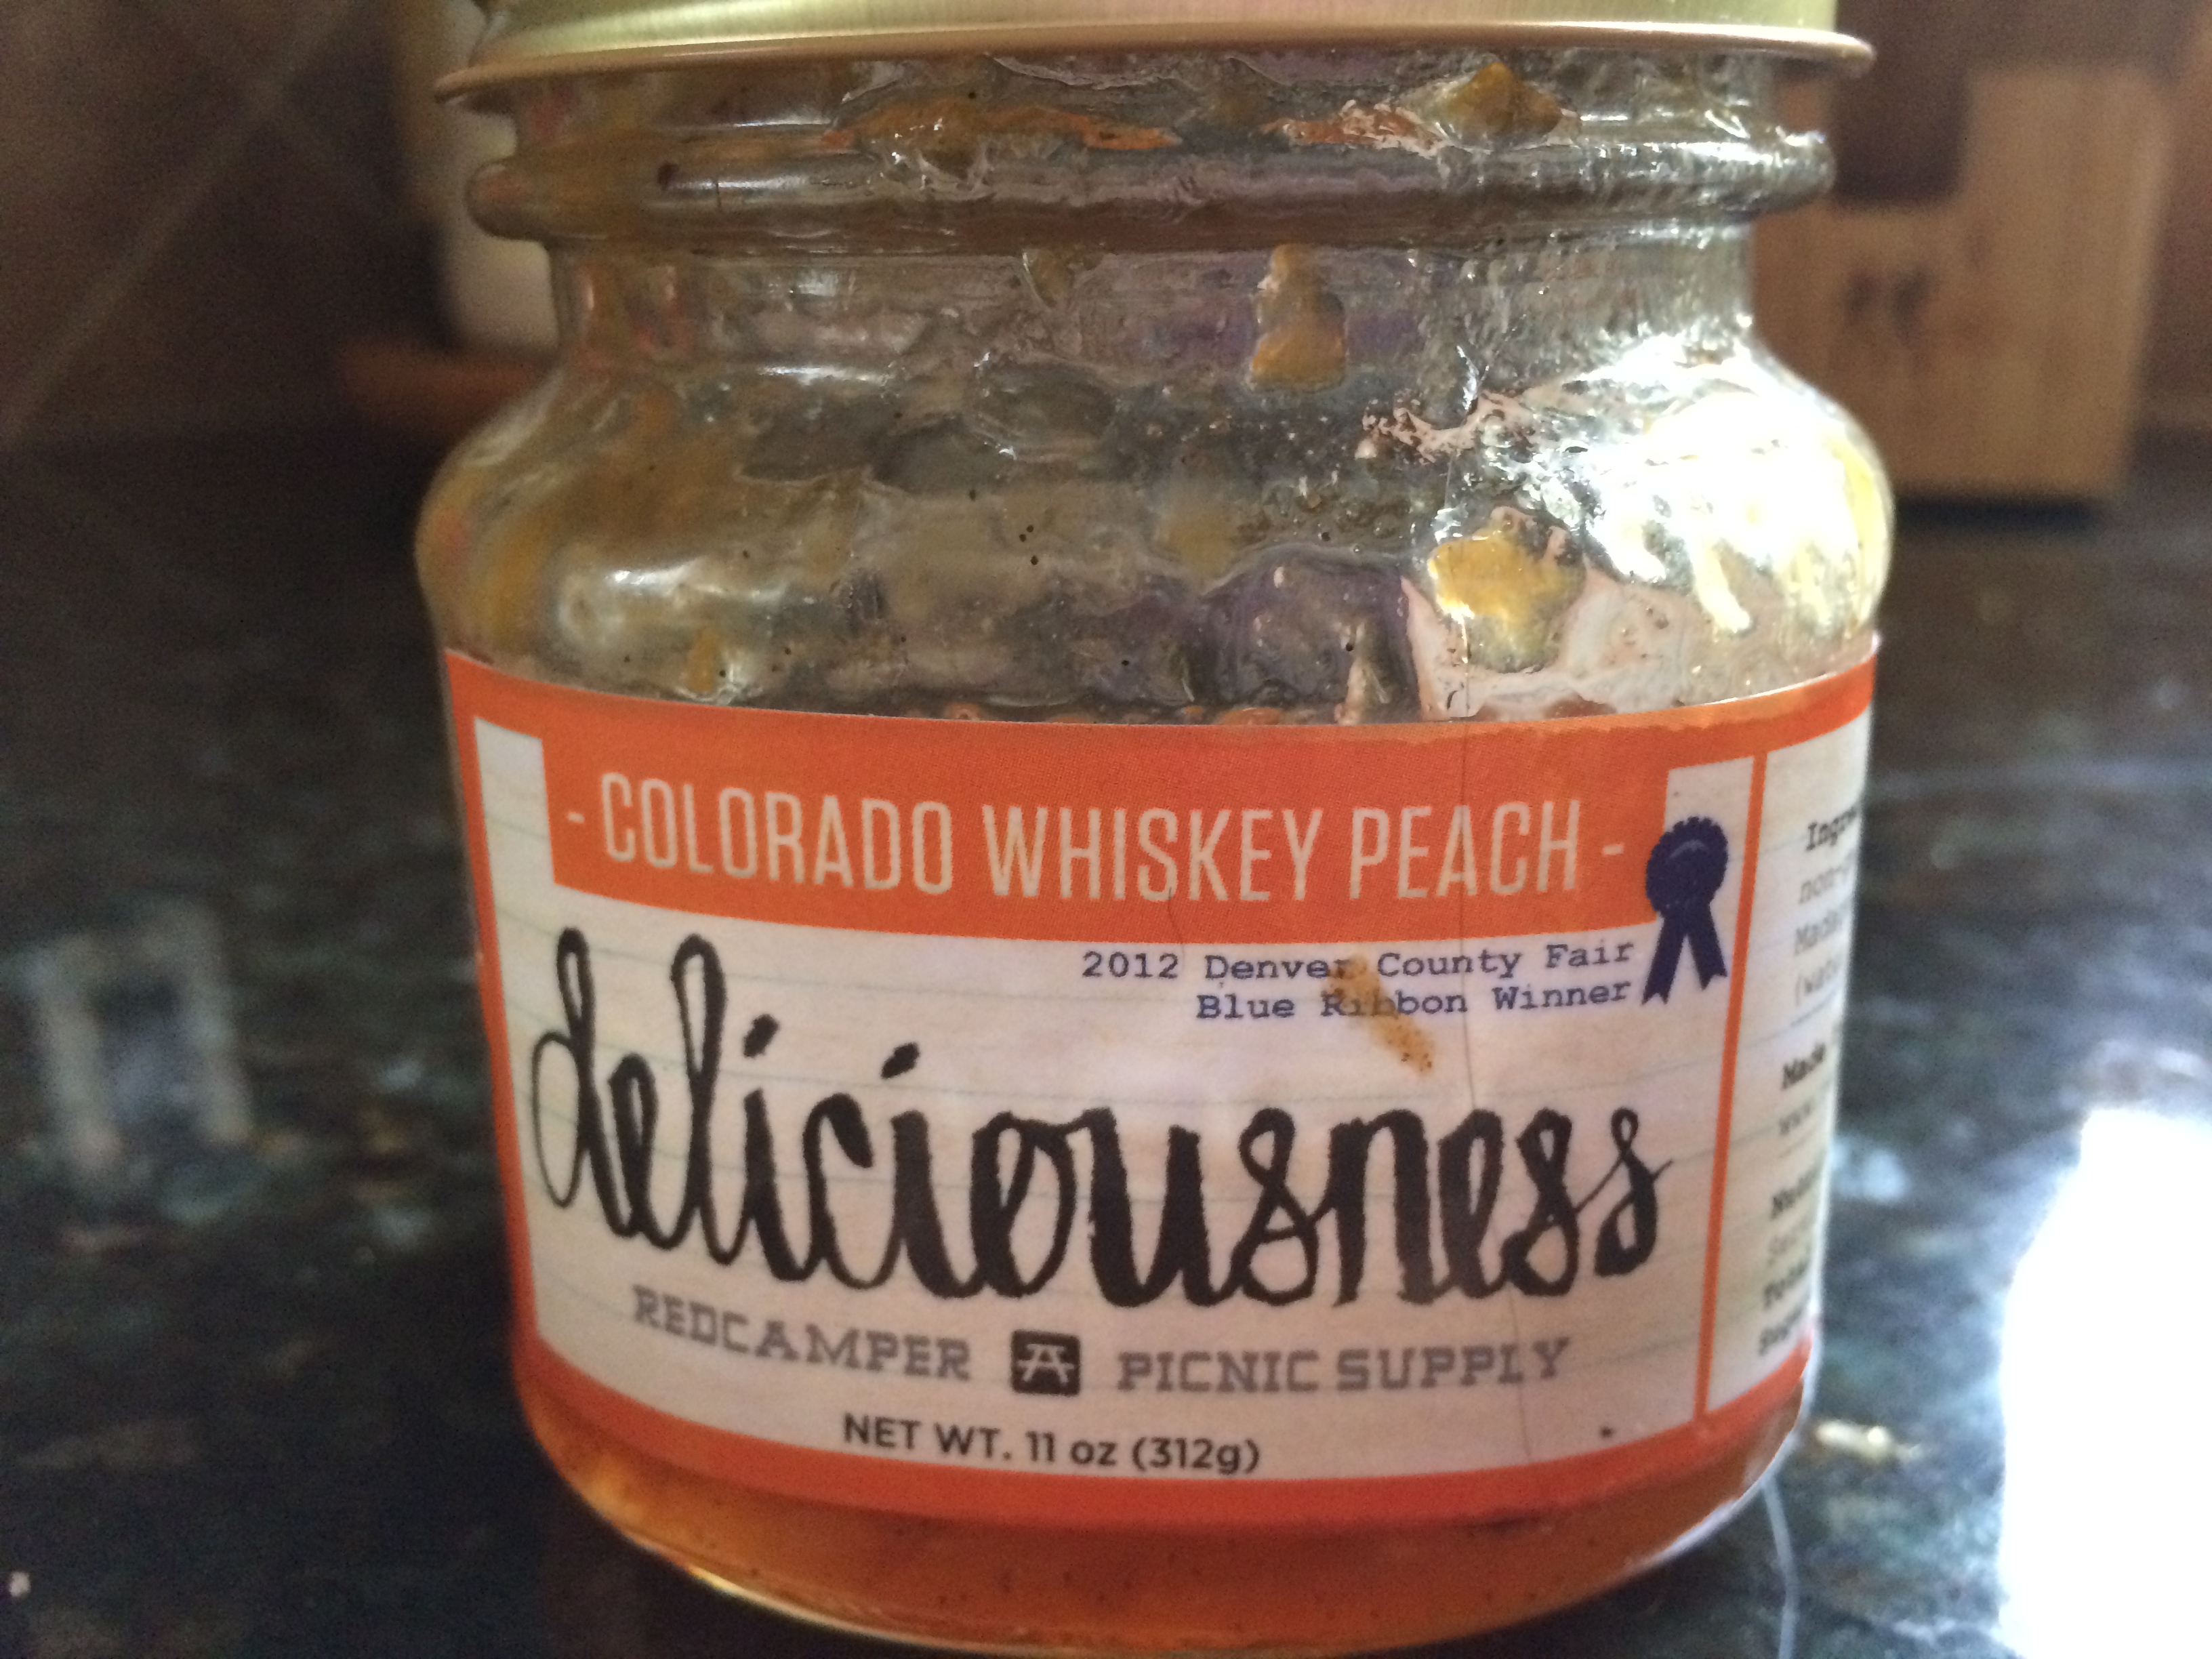 - COLORADO WHISKEY PEACH -
2012 Denver County Fair
Blue Ribbon Winner
deliciousness
REDCAMPER PICNIC SUPPLY
NET WT. 11 oz (312g)